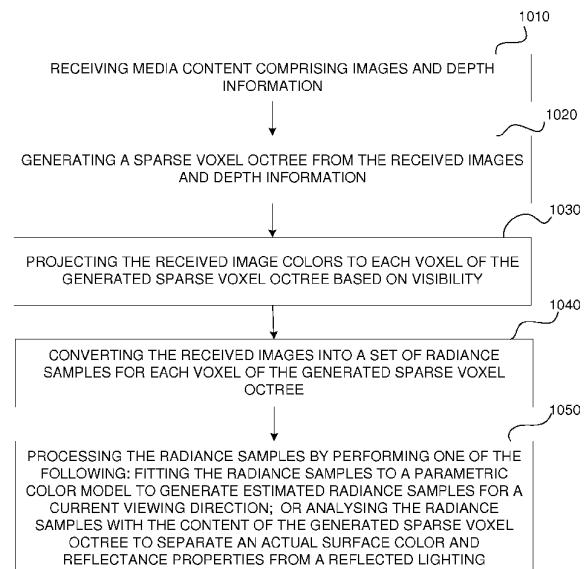 1010
RECEIVING MEDIA CONTENT COMPRISING IMAGES AND DEPTH
INFORMATION
1020
GENERATING A SPARSE VOXEL OCTREE FROM THE RECEIVED IMAGES
AND DEPTH INFORMATION
1030
PROJECTING THE RECEIVED IMAGE COLORS TO EACH VOXEL OF THE
GENERATED SPARSE VOXEL OCTREE BASED ON VISIBILITY
1040
CONVERTING THE RECEIVED IMAGES INTO A SET OF RADIANCE
SAMPLES FOR EACH VOXEL OF THE GENERATED SPARSE VOXEL
OCTREE
1050
PROCESSING THE RADIANCE SAMPLES BY PERFORMING ONE OF THE
FOLLOWING: FITTING THE RADIANCE SAMPLES TO A PARAMETRIC
COLOR MODEL TO GENERATE ESTIMATED RADIANCE SAMPLES FOR A
CURRENT VIEWING DIRECTION; OR ANALYSING THE RADIANCE
SAMPLES WITH THE CONTENT OF THE GENERATED SPARSE VOXEL
OCTREE TO SEPARATE AN ACTUAL SURFACE COLOR AND
REFLECTANCE PROPERTIES FROM A REFLECTED LIGHTING